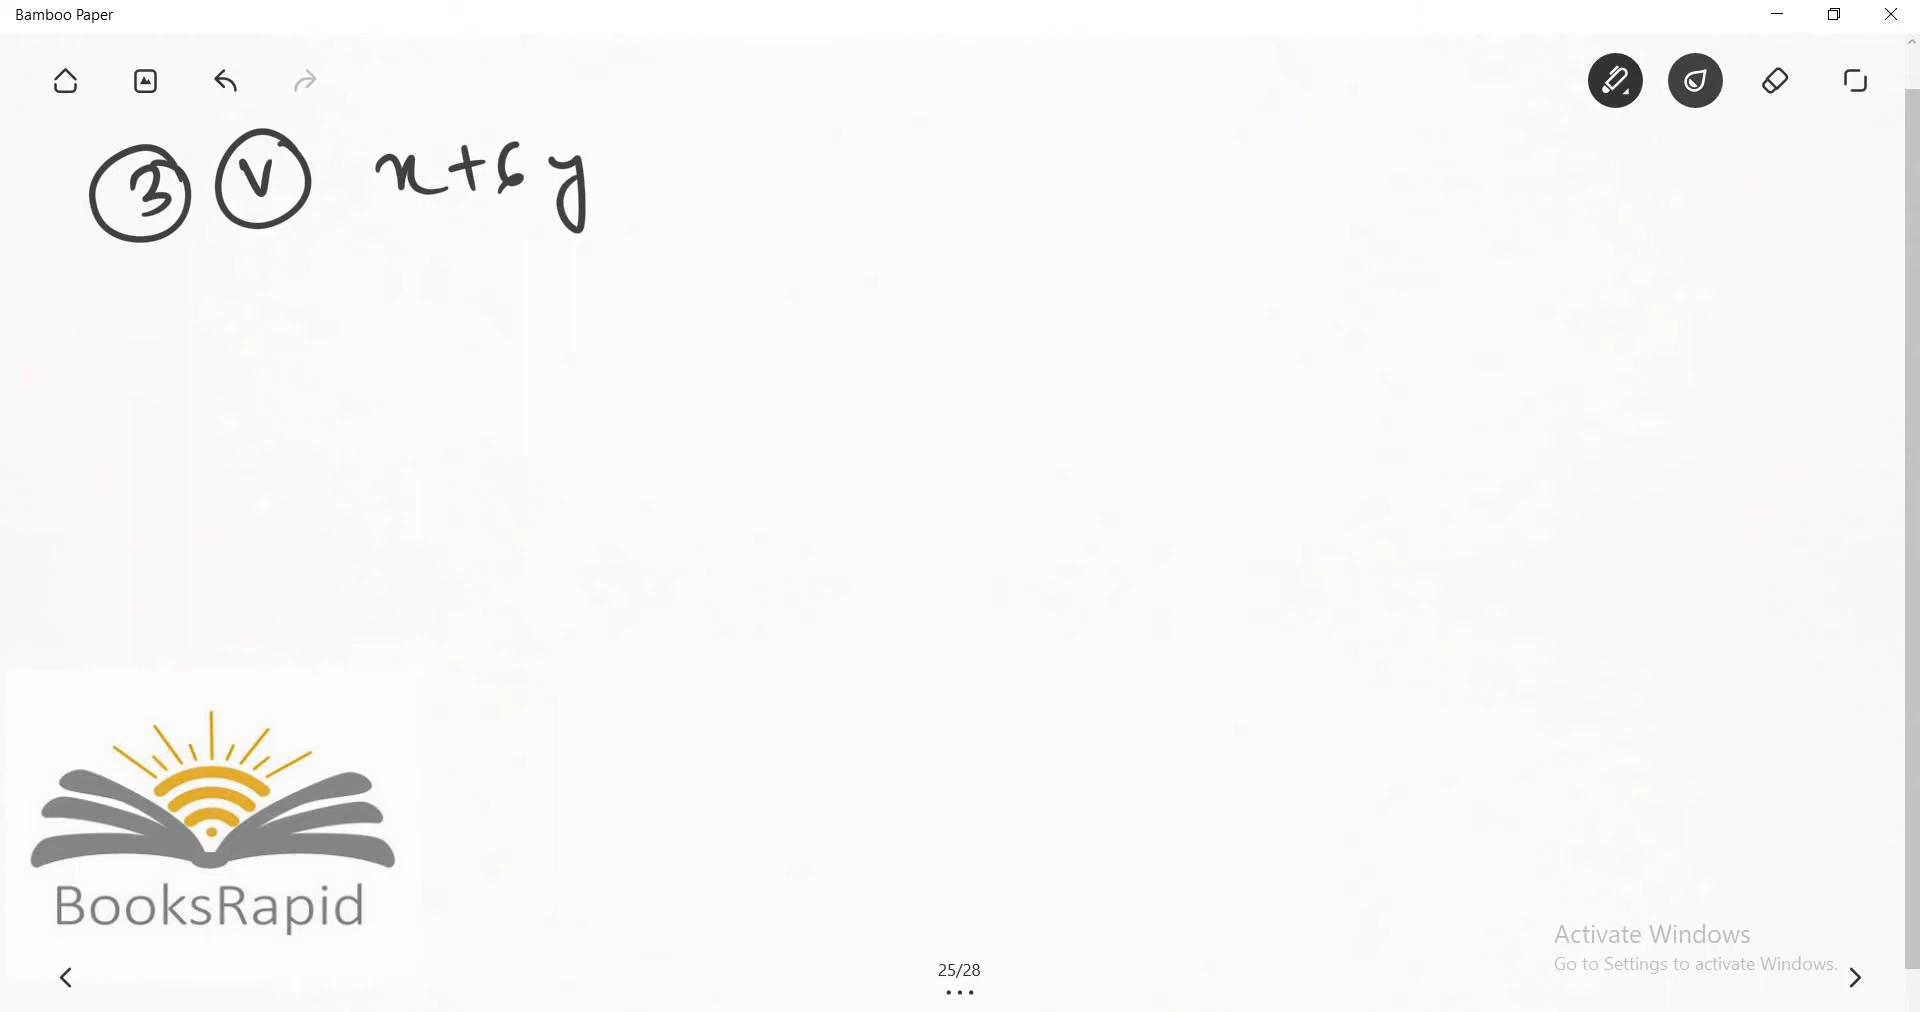 Bamboo Paper
3 v x+6y
BooksRapid
Activate Windows
Go to Settings to activate Windows.
25/28